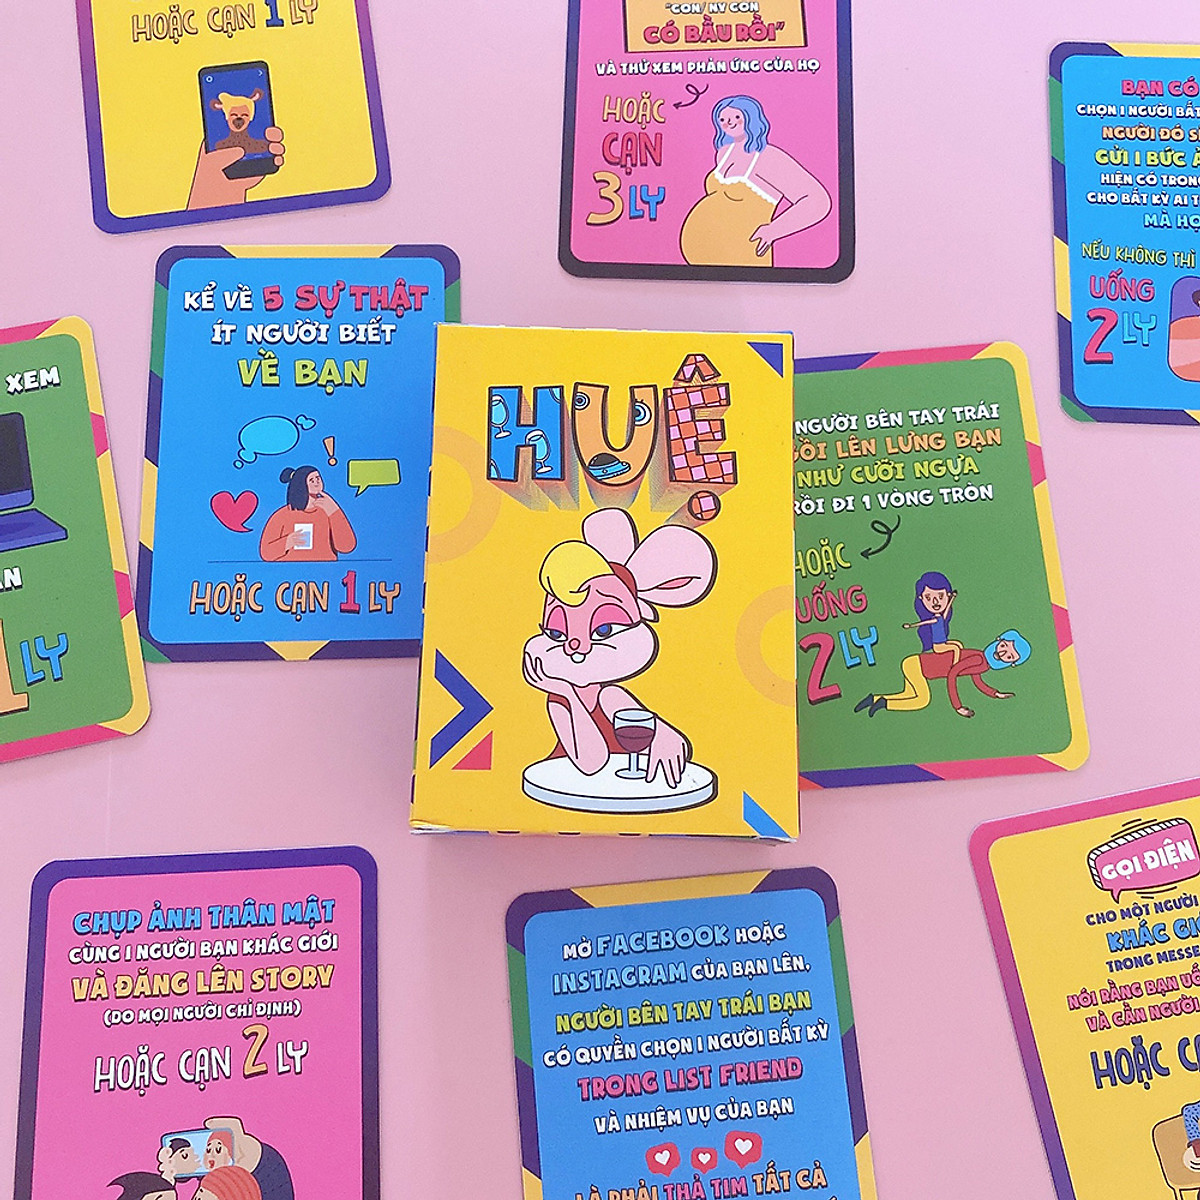 HOẶC CẠN 1 LY
"CON/ NY CON
CÓ BẦU RỒI"
VÀ THỬ XEM PHẢN ỨNG CỦA HỌ
HOẶC
CẠN
3 LY
BẠN CÓ
CHỌN 1 NGƯỜI BẤT
NGƯỜI ĐÓ
GỬI 1 BỨC
HIỆN CÓ TRONG
CHO BẤT KỲ AI
MÀ HỌ
NẾU KHÔNG THÌ
UỐNG
2 LY
KỂ VỀ 5 SỰ THẬT
ÍT NGƯỜI BIẾT
VỀ BẠN
HOẶC CẠN 1 LY
HUỆ
XEM
1 LY
NGƯỜI BÊN TAY TRÁI
LÊN LƯNG BẠN
NHƯ CƯỠI NGỰA
RỒI ĐI 1 VÒNG TRÒN
HOẶC
UỐNG
2 LY
CHỤP ẢNH THÂN MẬT
CÙNG 1 NGƯỜI BẠN KHÁC GIỚI
VÀ ĐĂNG LÊN STORY
(DO MỌI NGƯỜI CHỈ ĐỊNH)
HOẶC CẠN 2 LY
MỞ FACEBOOK HOẶC
INSTAGRAM CỦA BẠN LÊN,
NGƯỜI BÊN TAY TRÁI BẠN
CÓ QUYỀN CHỌN 1 NGƯỜI BẤT KỲ
TRONG LIST FRIEND
VÀ NHIỆM VỤ CỦA BẠN
LÀ PHẢI THẢ TIM TẤT CẢ
GỌI ĐIỆN
CHO MỘT NGƯỜI
KHÁC
TRONG
NÓI RẰNG BẠN
VÀ CẦN NGƯỜI
HOẶC